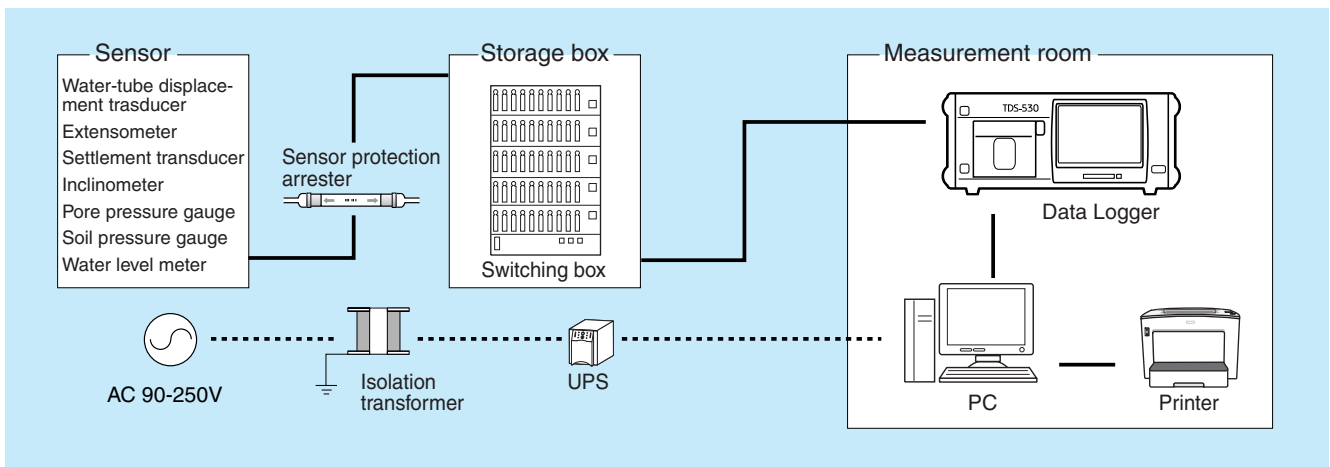 Sensor
Water-tube displace-
ment trasducer
Extensometer
Settlement transducer
Inclinometer
Pore pressure gauge
Soil pressure gauge
Water level meter
Sensor protection
arrester
Storage box
Switching box
Measurement room
TDS-530
Data Logger
AC 90-250V
Isolation
transformer
UPS
PC
Printer